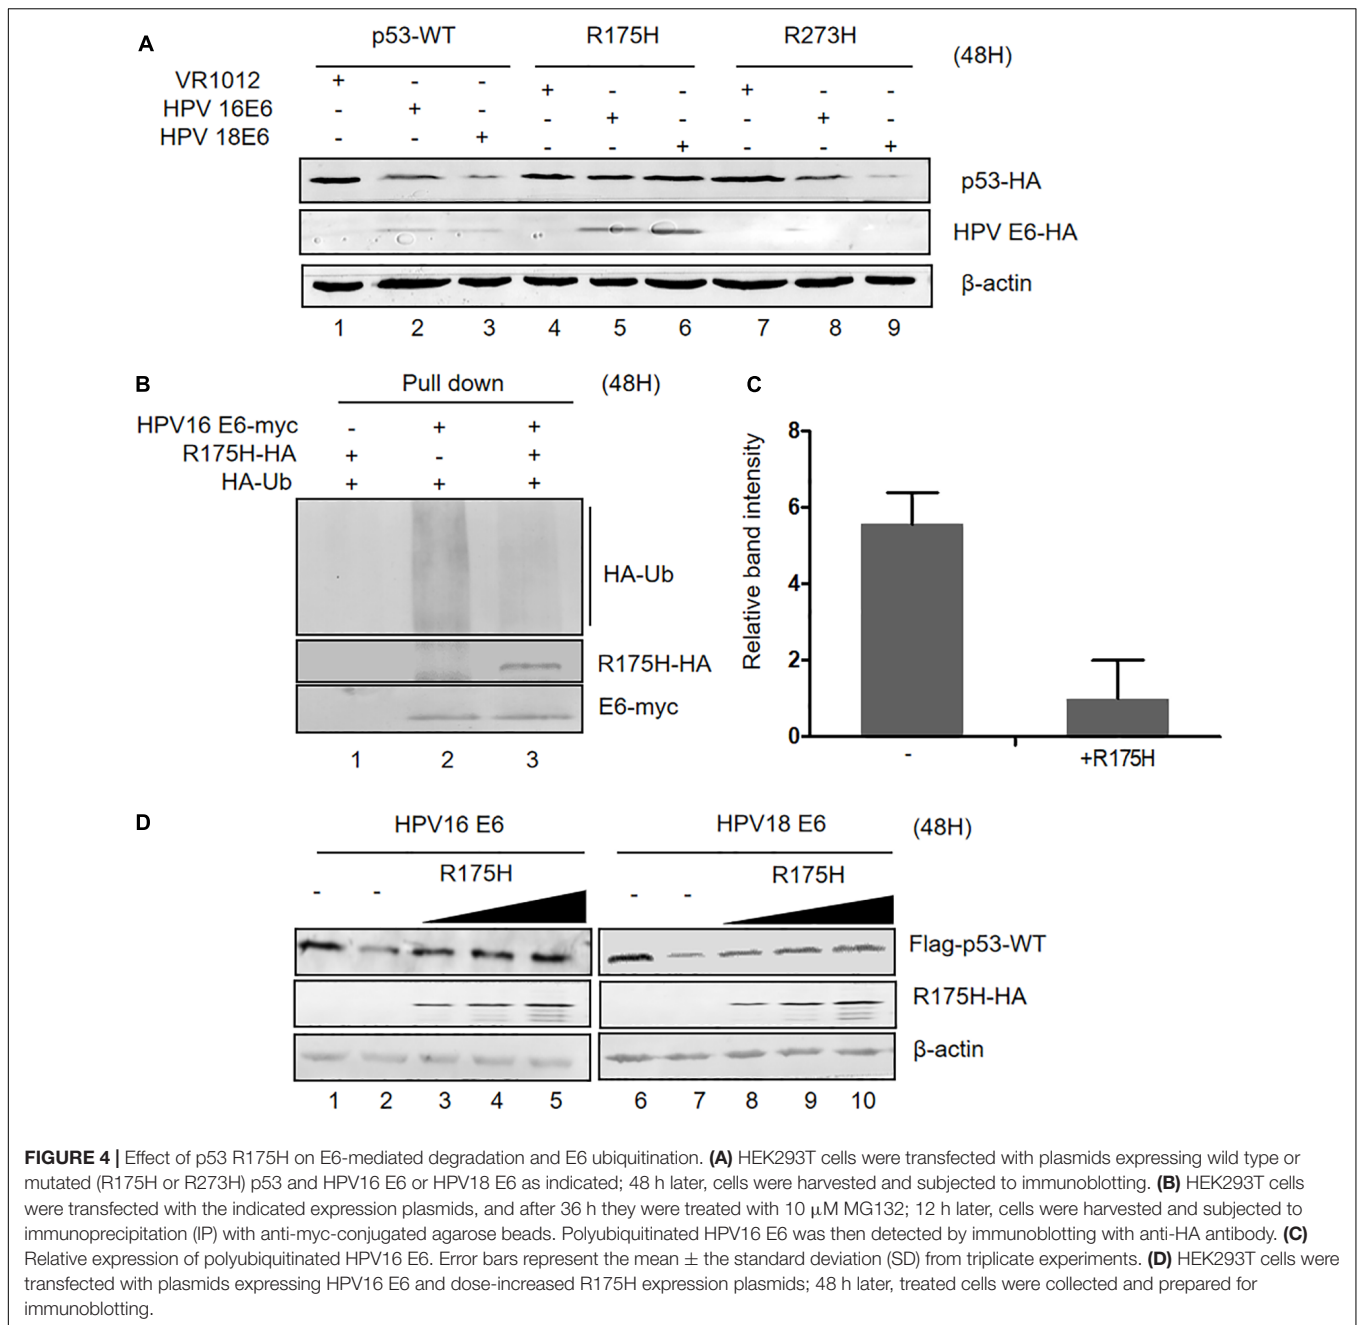 A
p53-WT R175H R273H (48H)
VR1012 + - - + - - + - -
HPV 16E6 - + - - + - - + -
HPV 18E6 - - + - - + - - +
p53-HA
HPV E6-HA
β-actin
1 2 3 4 5 6 7 8 9
B
Pull down (48H)
HPV16 E6-myc - + +
R175H-HA + - +
HA-Ub + + +
HA-Ub
R175H-HA
E6-myc
1 2 3
C
Relative band intensity
8
6
4
2
0
- +R175H
D
HPV16 E6 HPV18 E6 (48H)
- - R175H - - R175H
Flag-p53-WT
R175H-HA
β-actin
1 2 3 4 5 6 7 8 9 10
FIGURE 4 | Effect of p53 R175H on E6-mediated degradation and E6 ubiquitination. (A) HEK293T cells were transfected with plasmids expressing wild type or
mutated (R175H or R273H) p53 and HPV16 E6 or HPV18 E6 as indicated; 48 h later, cells were harvested and subjected to immunoblotting. (B) HEK293T cells
were transfected with the indicated expression plasmids, and after 36 h they were treated with 10 μM MG132; 12 h later, cells were harvested and subjected to
immunoprecipitation (IP) with anti-myc-conjugated agarose beads. Polyubiquitinated HPV16 E6 was then detected by immunoblotting with anti-HA antibody. (C)
Relative expression of polyubiquitinated HPV16 E6. Error bars represent the mean ± the standard deviation (SD) from triplicate experiments. (D) HEK293T cells were
transfected with plasmids expressing HPV16 E6 and dose-increased R175H expression plasmids; 48 h later, treated cells were collected and prepared for
immunoblotting.